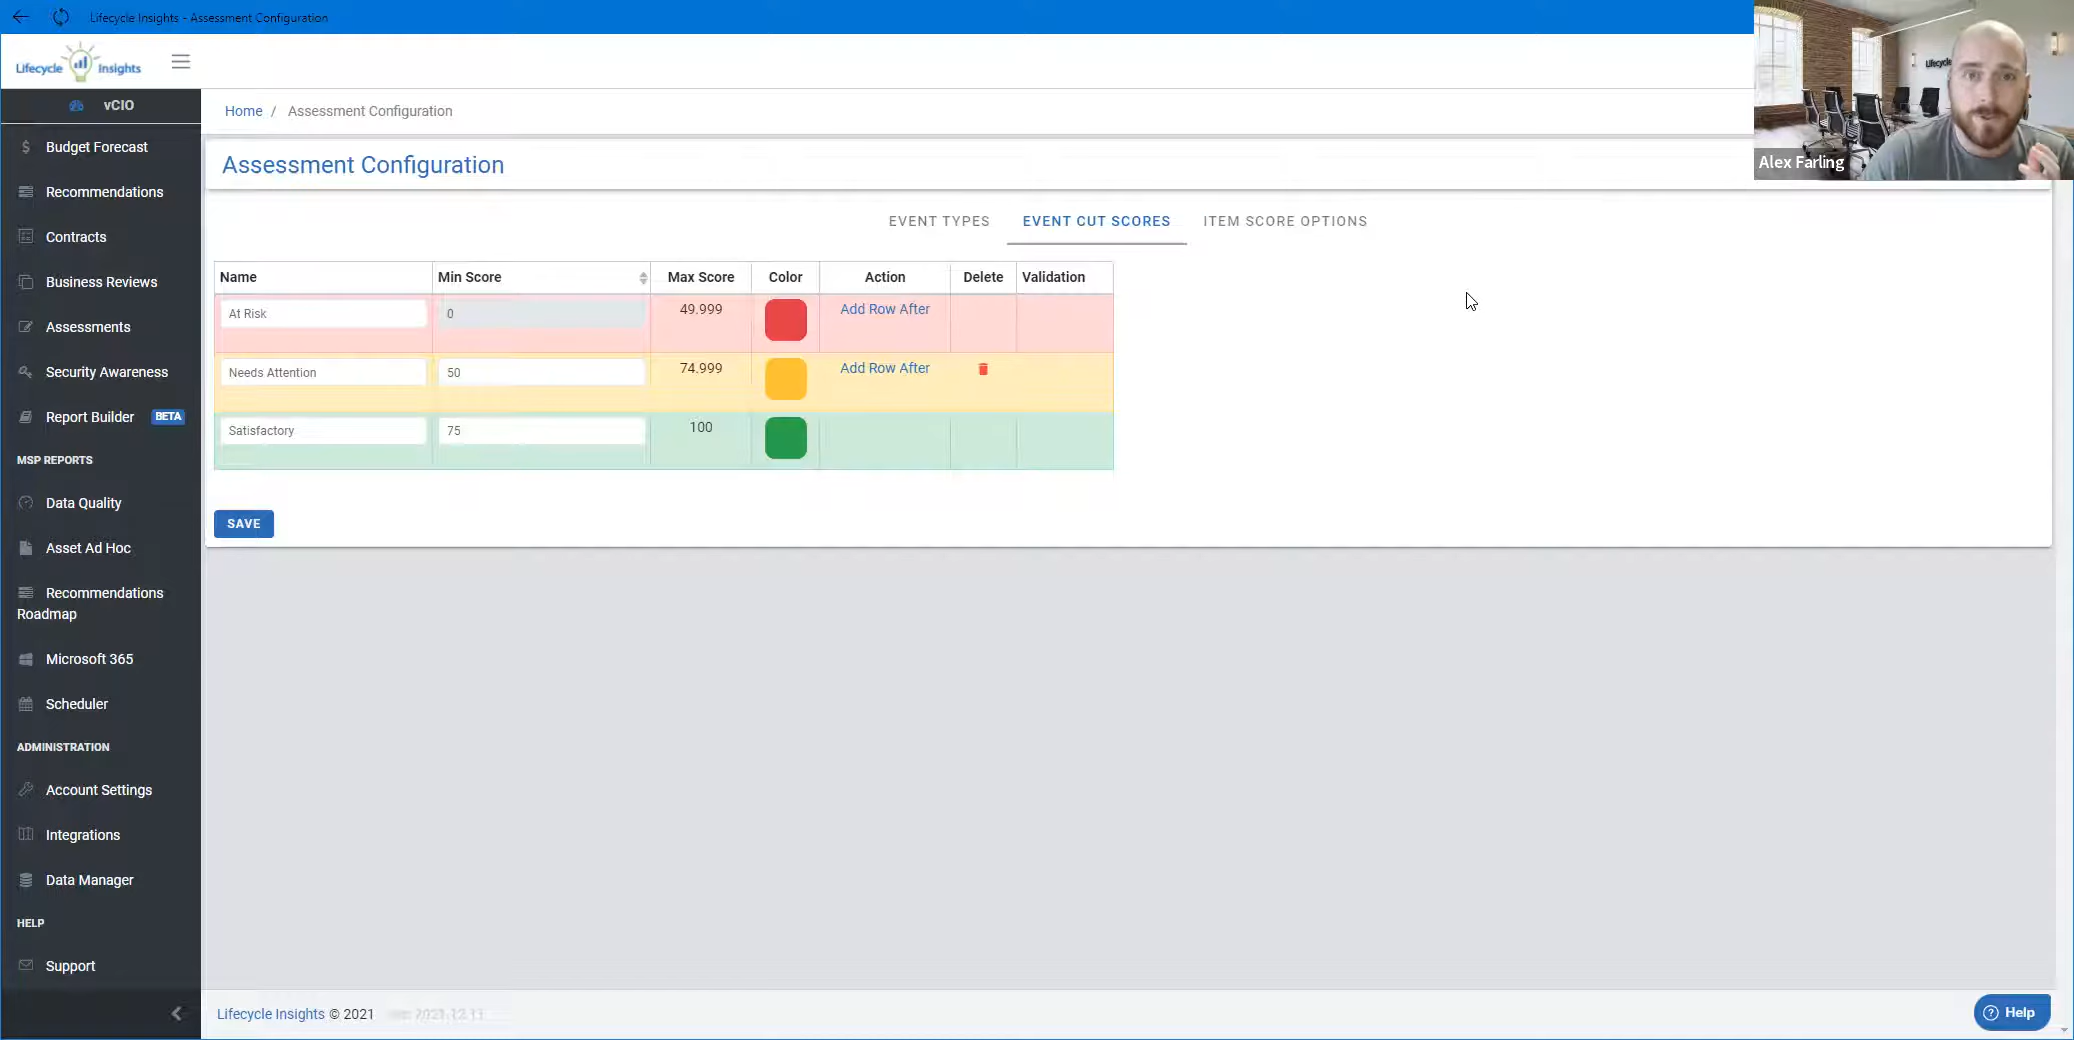 Lifecycle Insights - Assessment Configuration
Lifecycle Insights
Lifecycle
Alex Farling
vCIO
Budget Forecast
Recommendations
Contracts
Business Reviews
Assessments
Security Awareness
Report Builder BETA
MSP REPORTS
Data Quality
Asset Ad Hoc
Recommendations
Roadmap
Microsoft 365
Scheduler
ADMINISTRATION
Account Settings
Integrations
Data Manager
HELP
Support
Home / Assessment Configuration
Assessment Configuration
EVENT TYPES EVENT CUT SCORES ITEM SCORE OPTIONS
Name Min Score Max Score Color Action Delete Validation
At Risk 0 49.999 Add Row After
Needs Attention 50 74.999 Add Row After
Satisfactory 75 100
SAVE
Lifecycle Insights © 2021 2021.12.11
Help